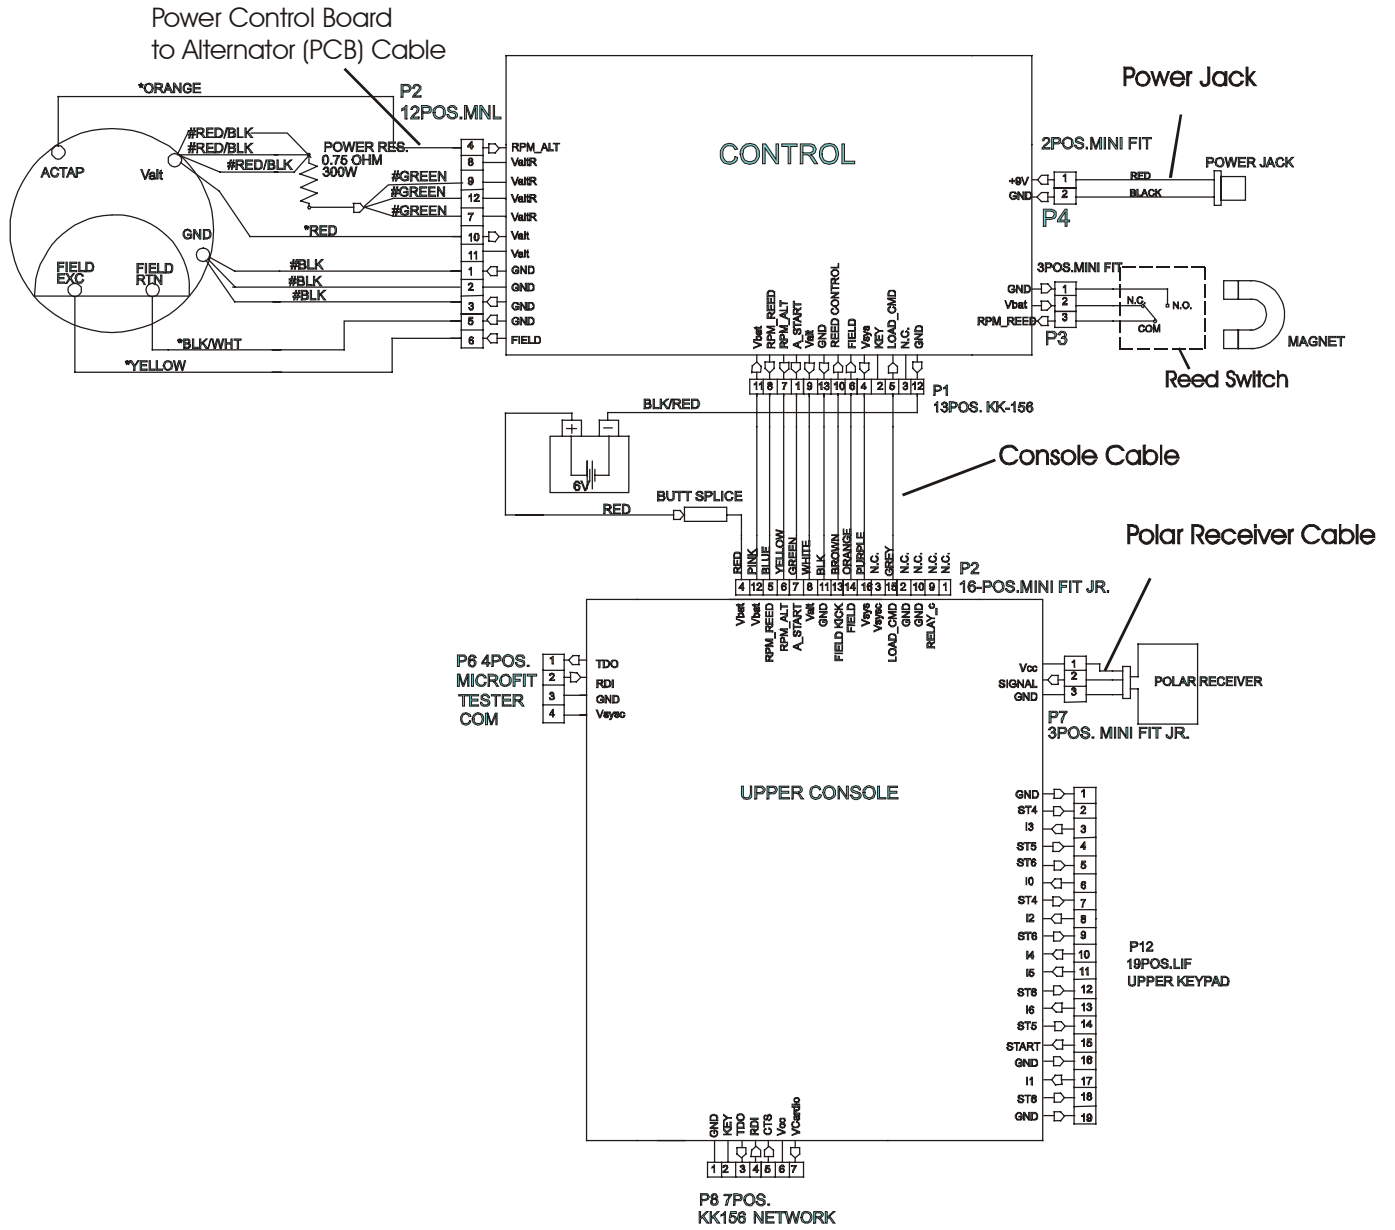 Power Control Board
to Alternator (PCB) Cable
*ORANGE
P2
12POS.MNL
#RED/BLK
#RED/BLK
#RED/BLK
POWER RES.
0.75 OHM
300W
ACTAP
Valt
#GREEN
#GREEN
#GREEN
*RED
GND
#BLK
#BLK
#BLK
FIELD
EXC
FIELD
RTN
*BLK/WHT
*YELLOW
4 RPM_ALT
8 ValtR
9 ValtR
12 ValtR
7 ValtR
10 Valt
11 Valt
1 GND
2 GND
3 GND
5 GND
6 FIELD
CONTROL
Power Jack
2POS.MINI FIT
POWER JACK
+9V 1 RED
GND 2 BLACK
P4
3POS.MINI FIT
GND 1
Vbat 2
RPM_REED 3
P3
N.C.
N.O.
COM
MAGNET
Reed Switch
Vbat
RPM_REED
RPM_ALT
A_START
Valt
GND
REED CONTROL
FIELD
Vsys
KEY
LOAD_CMD
N.C.
GND
11 8 7 1 9 13 10 6 4 2 5 3 12
P1
13POS. KK-156
BLK/RED
+ −
6V
RED
BUTT SPLICE
Console Cable
Polar Receiver Cable
RED
PINK
BLUE
YELLOW
GREEN
WHITE
BLK
BROWN
ORANGE
PURPLE
N.C.
GREY
N.C.
N.C.
N.C.
N.C.
4 12 5 6 7 8 11 13 14 16 3 15 2 10 9 1
P2
16-POS.MINI FIT JR.
Vbat
Vbat
RPM_REED
RPM_ALT
A_START
Valt
GND
FIELD KICK
FIELD
Vsys
Vsysc
LOAD_CMD
GND
GND
RELAY_c
P6 4POS.
MICROFIT
TESTER
COM
1 TDO
2 RDI
3 GND
4 Vsysc
Vcc 1
SIGNAL 2
GND 3
POLAR RECEIVER
P7
3POS. MINI FIT JR.
UPPER CONSOLE
GND 1
ST4 2
I3 3
ST5 4
ST6 5
I0 6
ST4 7
I2 8
ST6 9
I4 10
I5 11
ST6 12
I6 13
ST5 14
START 15
GND 16
I1 17
ST6 18
GND 19
P12
19POS.LIF
UPPER KEYPAD
GND
KEY
TDO
RDI
CTS
Vcc
VCardio
1 2 3 4 5 6 7
P8 7POS.
KK156 NETWORK